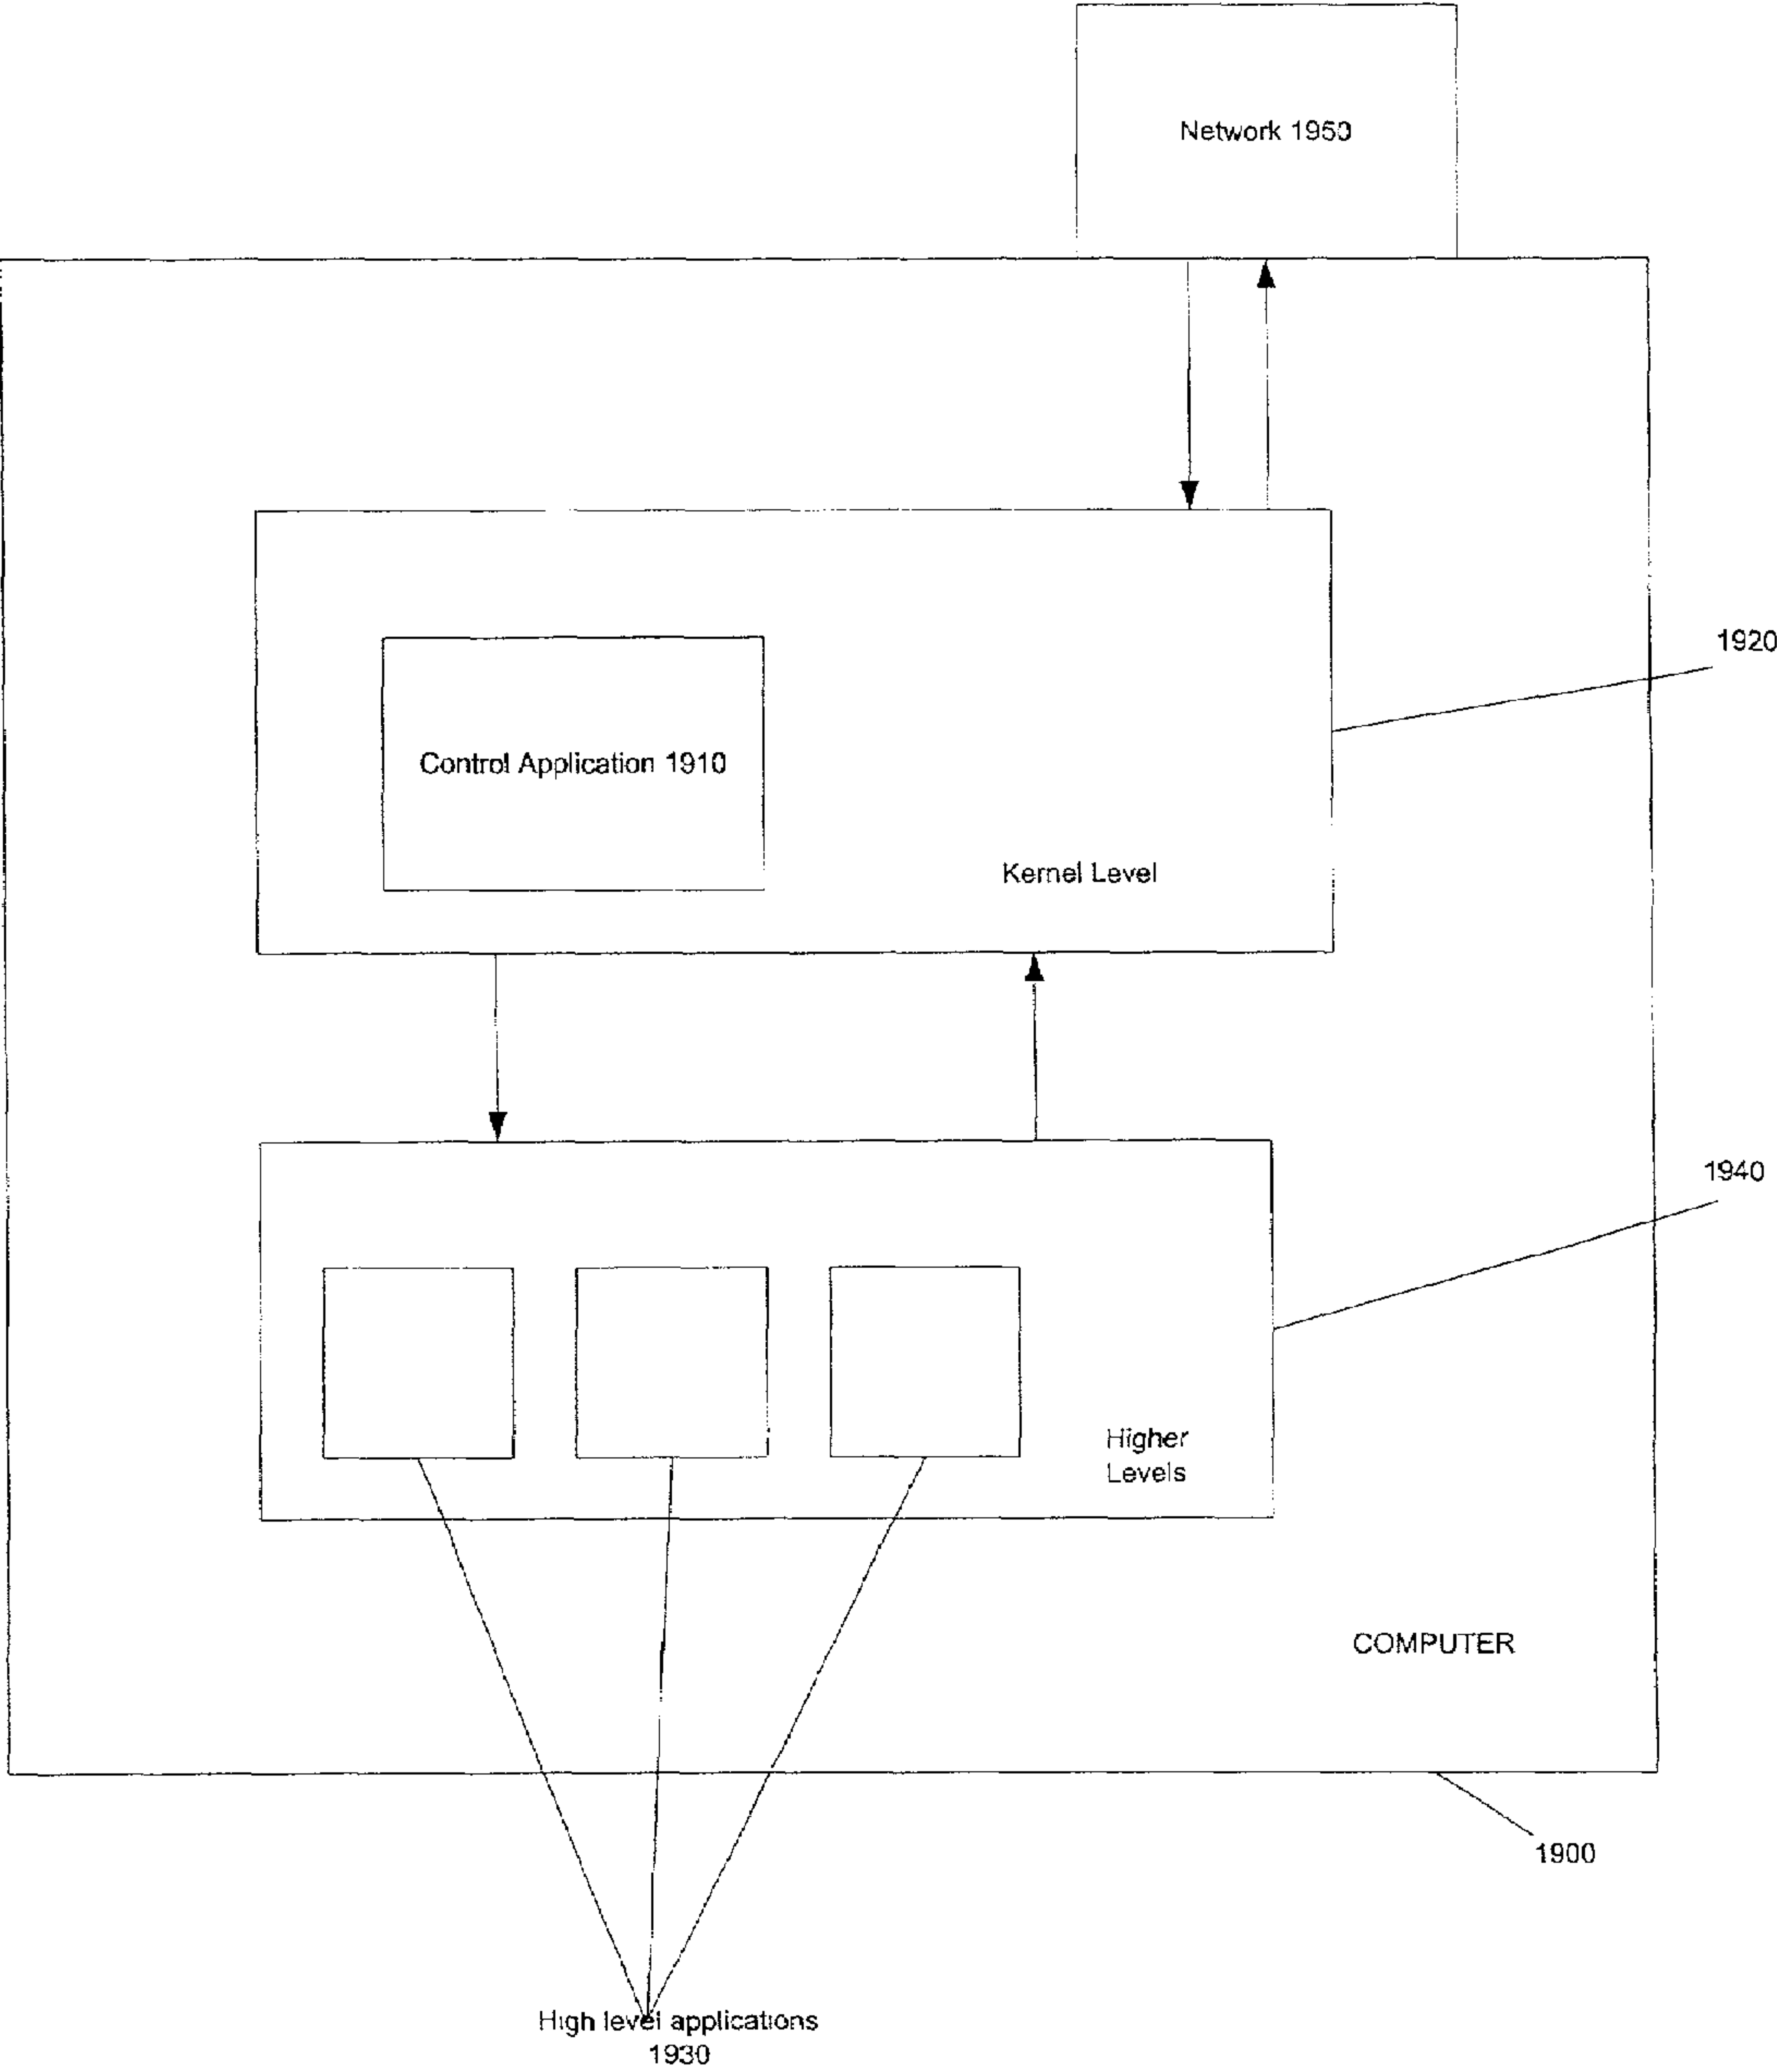 Network 1950
1920
Control Application 1910
Kernel Level
1940
Higher
Levels
COMPUTER
1900
High level applications
1930